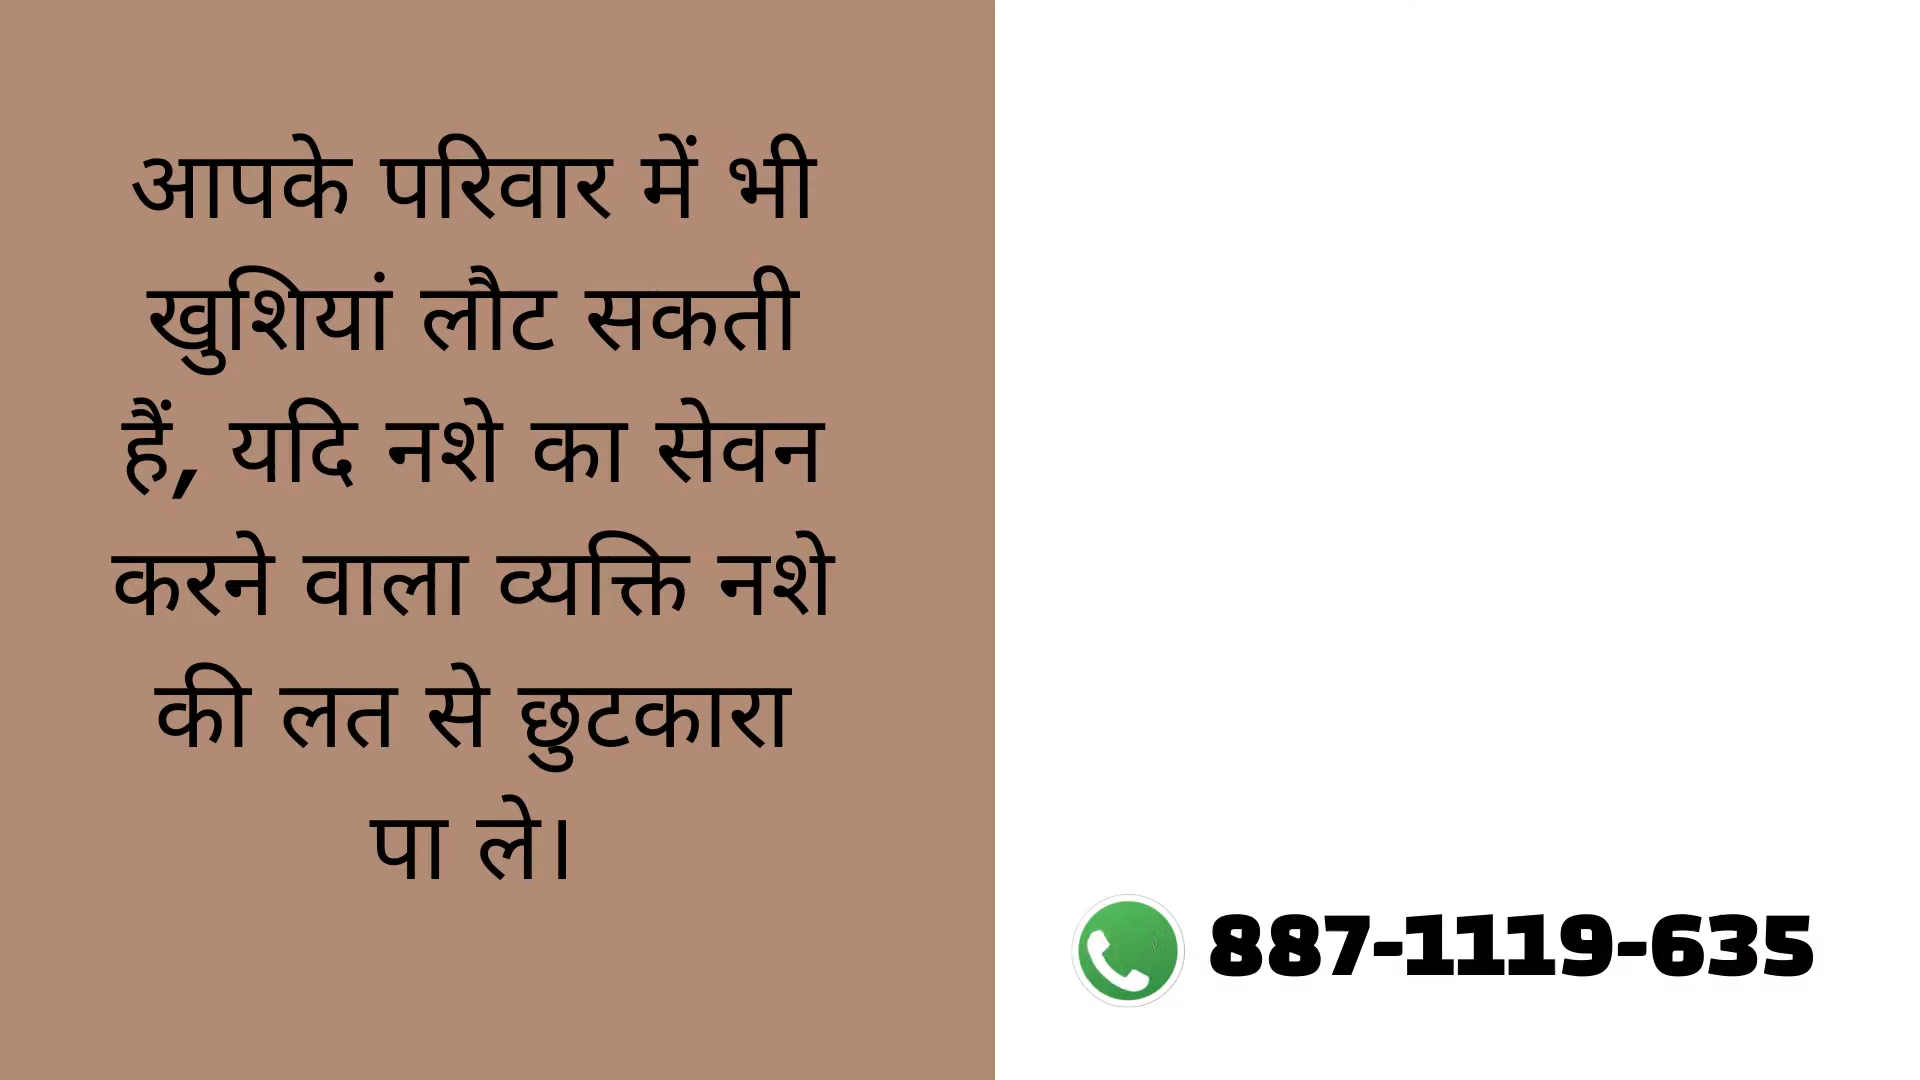 आपके परिवार में भी
खुशियां लौट सकती
हैं, यदि नशे का सेवन
करने वाला व्यक्ति नशे
की लत से छुटकारा
पा ले।
887-1119-635